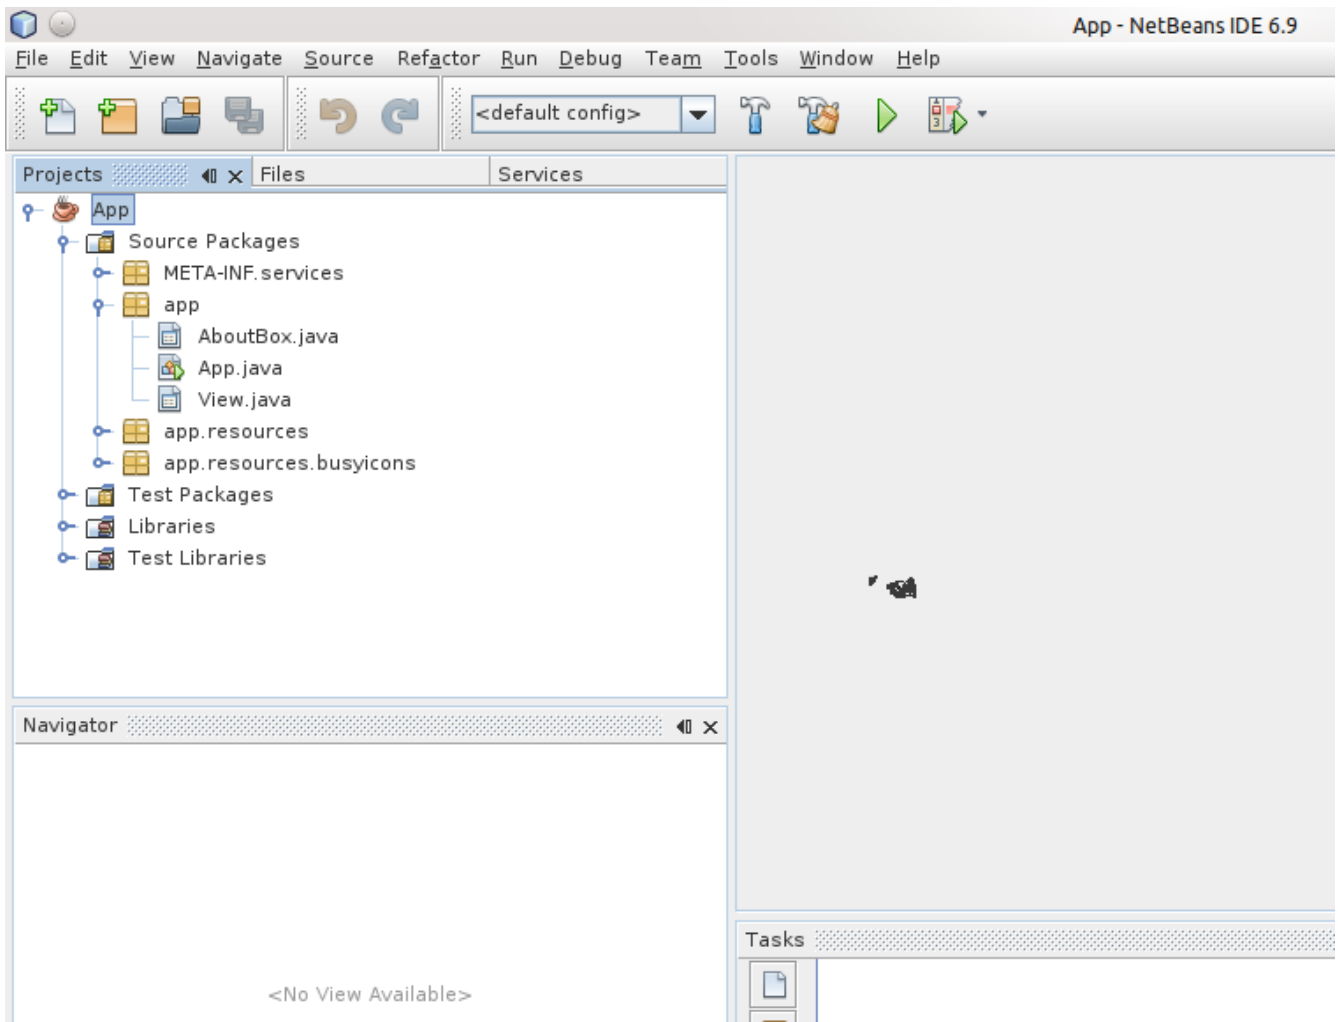 App - NetBeans IDE 6.9
File Edit View Navigate Source Refactor Run Debug Team Tools Window Help
<default config>
Projects Files Services
App
Source Packages
META-INF.services
app
AboutBox.java
App.java
View.java
app.resources
app.resources.busyicons
Test Packages
Libraries
Test Libraries
Navigator
<No View Available>
Tasks